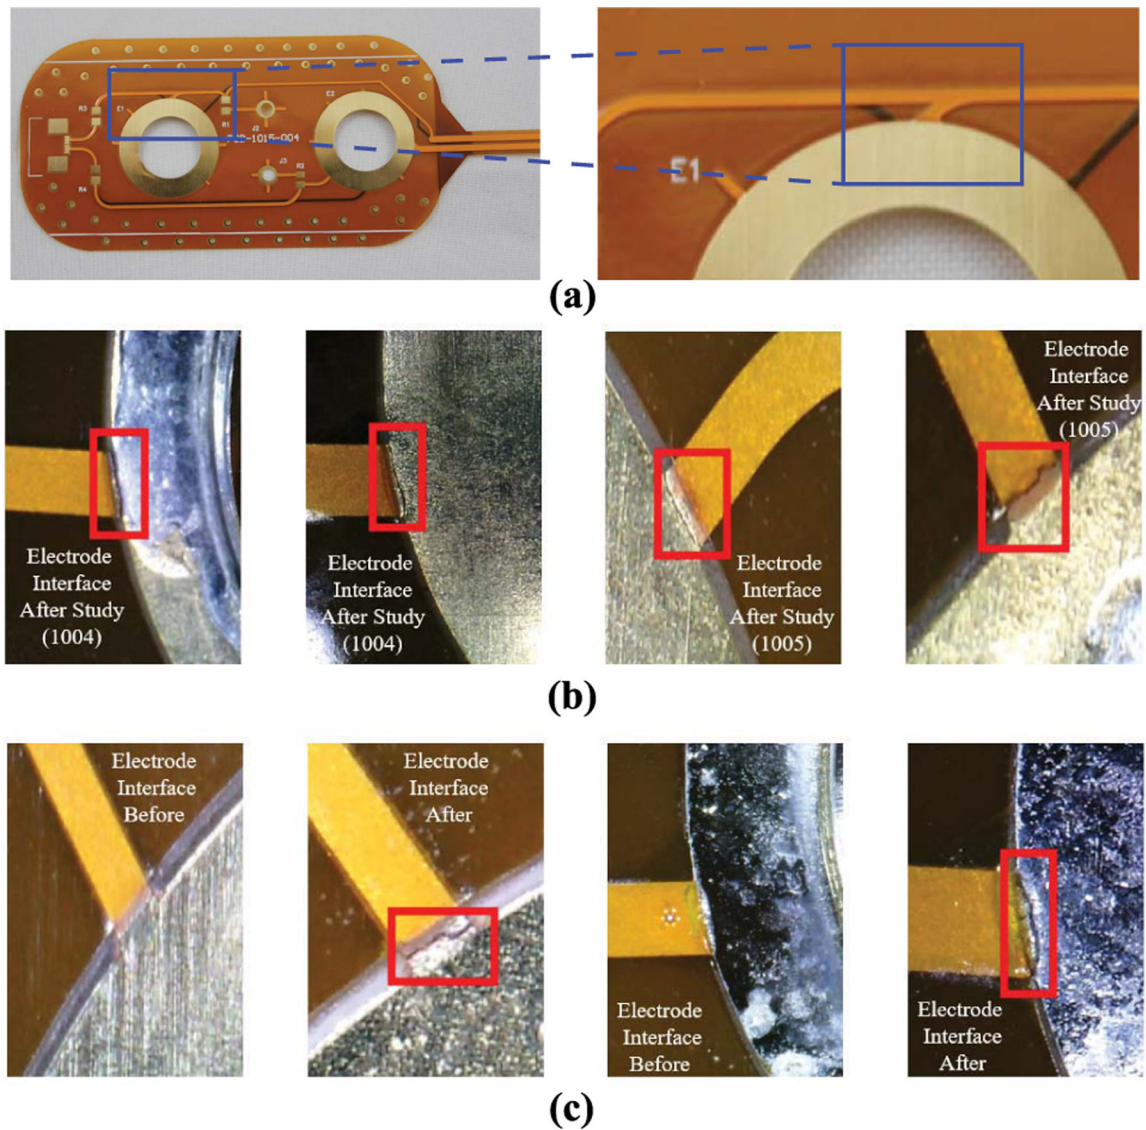 E1
E2
R3
R1
J2
PCB-1015-004
J3
R2
R4
E1
(a)
Electrode
Interface
After Study
(1004)
Electrode
Interface
After Study
(1004)
Electrode
Interface
After Study
(1005)
Electrode
Interface
After Study
(1005)
(b)
Electrode
Interface
Before
Electrode
Interface
After
Electrode
Interface
Before
Electrode
Interface
After
(c)